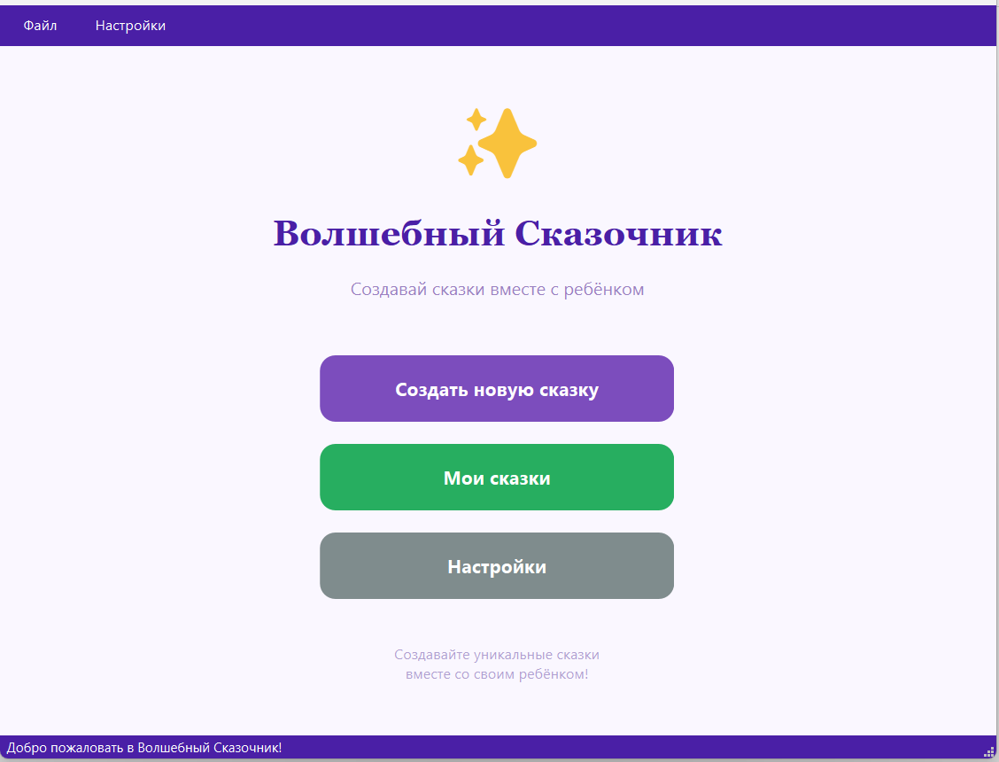 Файл Настройки
Волшебный Сказочник
Создавай сказки вместе с ребёнком
Создать новую сказку
Мои сказки
Настройки
Создавайте уникальные сказки
вместе со своим ребёнком!
Добро пожаловать в Волшебный Сказочник!